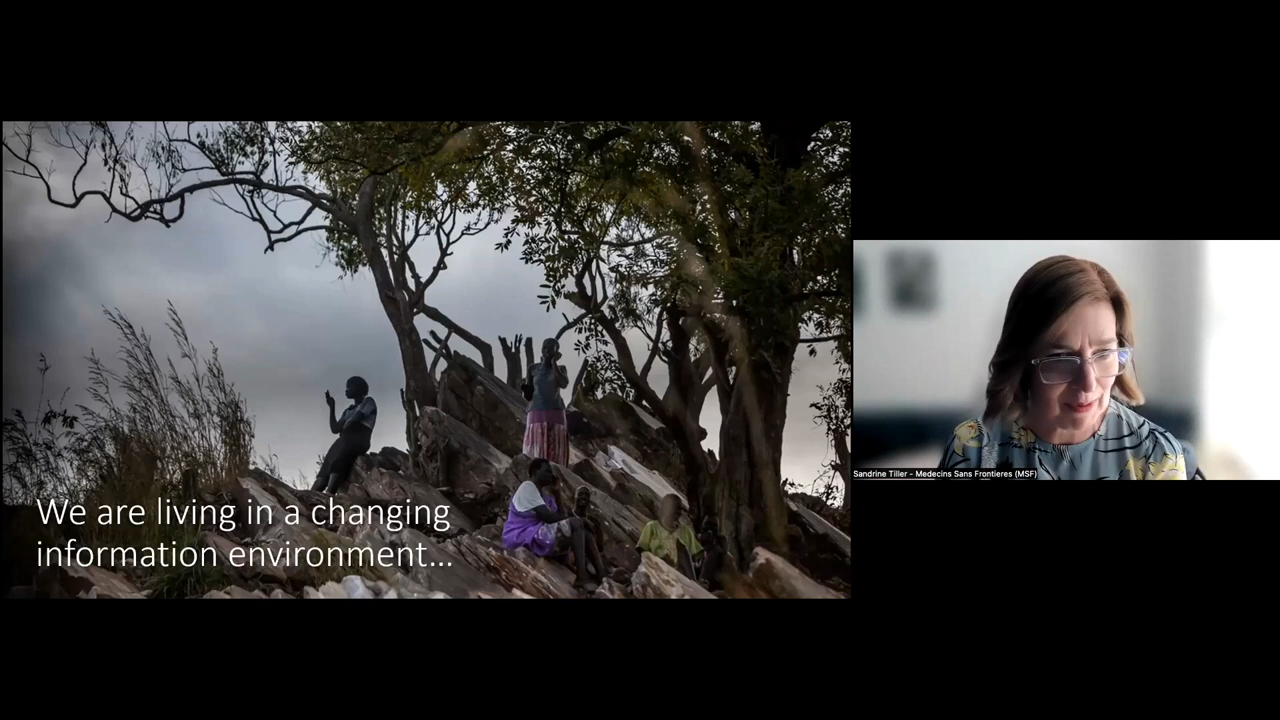 We are living in a changing
information environment...
Sandrine Tiller - Medecins Sans Frontieres (MSF)